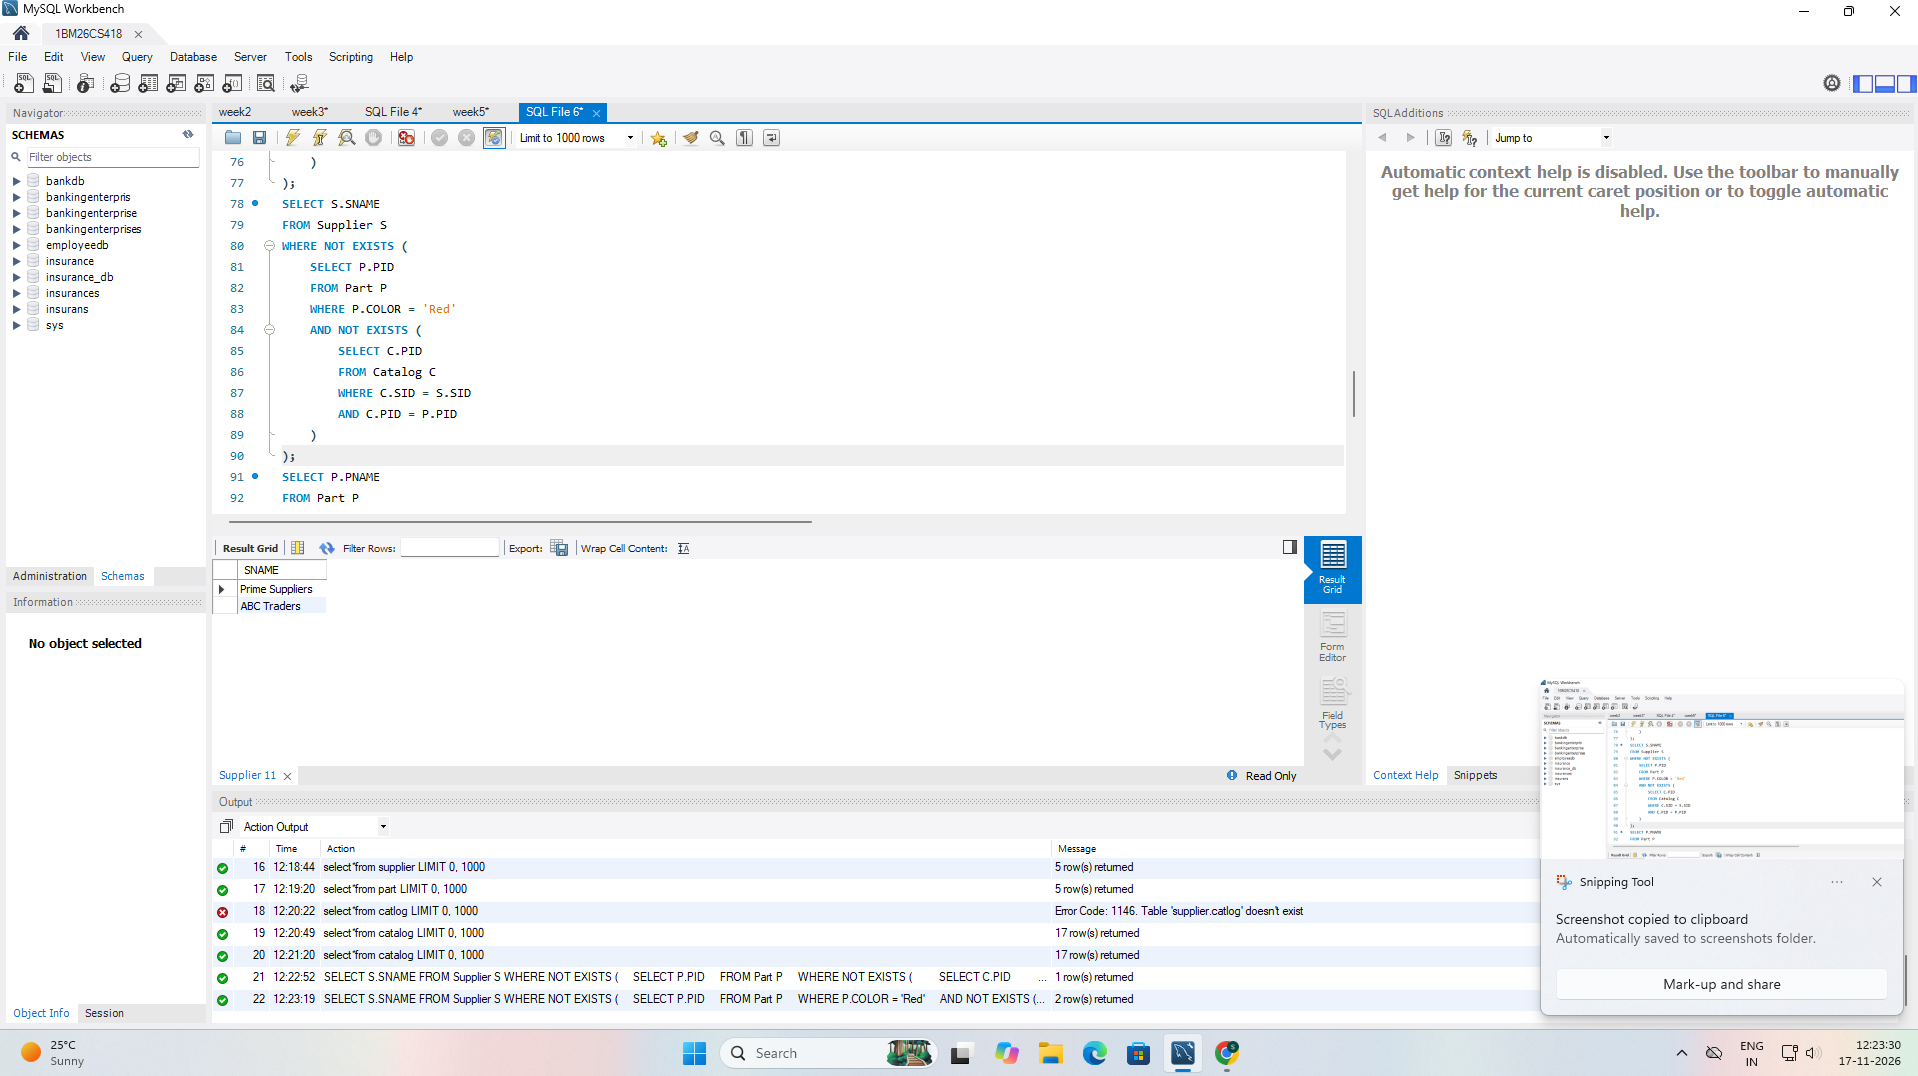 MySQL Workbench
1BM26CS418
File Edit View Query Database Server Tools Scripting Help
Navigator
SCHEMAS
Filter objects
bankdb
bankingenterpris
bankingenterprise
bankingenterprises
employeedb
insurance
insurance_db
insurances
insurans
sys
Administration Schemas
Information
No object selected
Object Info Session
week2 week3* SQL File 4* week5* SQL File 6*
Limit to 1000 rows
76 )
77 );
78 SELECT S.SNAME
79 FROM Supplier S
80 WHERE NOT EXISTS (
81 SELECT P.PID
82 FROM Part P
83 WHERE P.COLOR = 'Red'
84 AND NOT EXISTS (
85 SELECT C.PID
86 FROM Catalog C
87 WHERE C.SID = S.SID
88 AND C.PID = P.PID
89 )
90 );
91 SELECT P.PNAME
92 FROM Part P
Result Grid Filter Rows: Export: Wrap Cell Content:
SNAME
Prime Suppliers
ABC Traders
Result Grid
Form Editor
Field Types
Supplier 11 Read Only
Output
Action Output
# Time Action Message
16 12:18:44 select*from supplier LIMIT 0, 1000 5 row(s) returned
17 12:19:20 select*from part LIMIT 0, 1000 5 row(s) returned
18 12:20:22 select*from catlog LIMIT 0, 1000 Error Code: 1146. Table 'supplier.catlog' doesn't exist
19 12:20:49 select*from catalog LIMIT 0, 1000 17 row(s) returned
20 12:21:20 select*from catalog LIMIT 0, 1000 17 row(s) returned
21 12:22:52 SELECT S.SNAME FROM Supplier S WHERE NOT EXISTS ( SELECT P.PID FROM Part P WHERE NOT EXISTS ( SELECT C.PID ... 1 row(s) returned
22 12:23:19 SELECT S.SNAME FROM Supplier S WHERE NOT EXISTS ( SELECT P.PID FROM Part P WHERE P.COLOR = 'Red' AND NOT EXISTS (... 2 row(s) returned
SQLAdditions
Jump to
Automatic context help is disabled. Use the toolbar to manually
get help for the current caret position or to toggle automatic
help.
Context Help Snippets
Snipping Tool
Screenshot copied to clipboard
Automatically saved to screenshots folder.
Mark-up and share
25°C
Sunny
Search
ENG
IN
12:23:30
17-11-2026